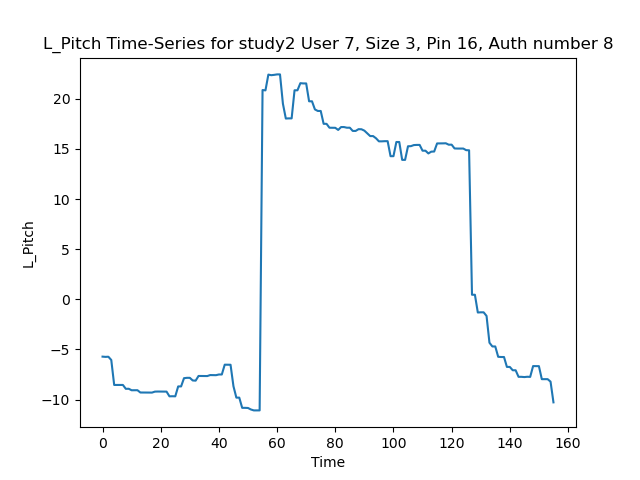 L_Pitch Time-Series for study2 User 7, Size 3, Pin 16, Auth number 8
20
15
10
5
0
−5
−10
L_Pitch
0 20 40 60 80 100 120 140 160
Time